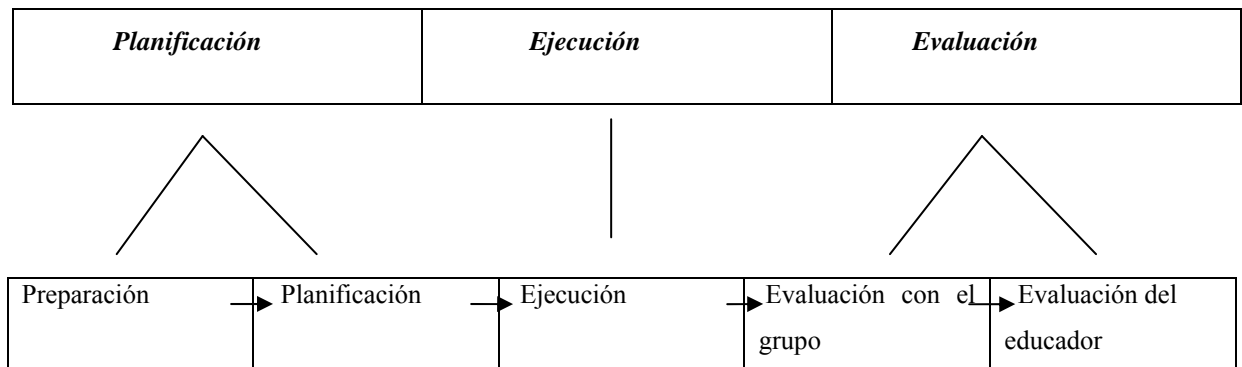 Planificación
Ejecución
Evaluación
Preparación
Planificación
Ejecución
Evaluación con el
grupo
Evaluación del
educador